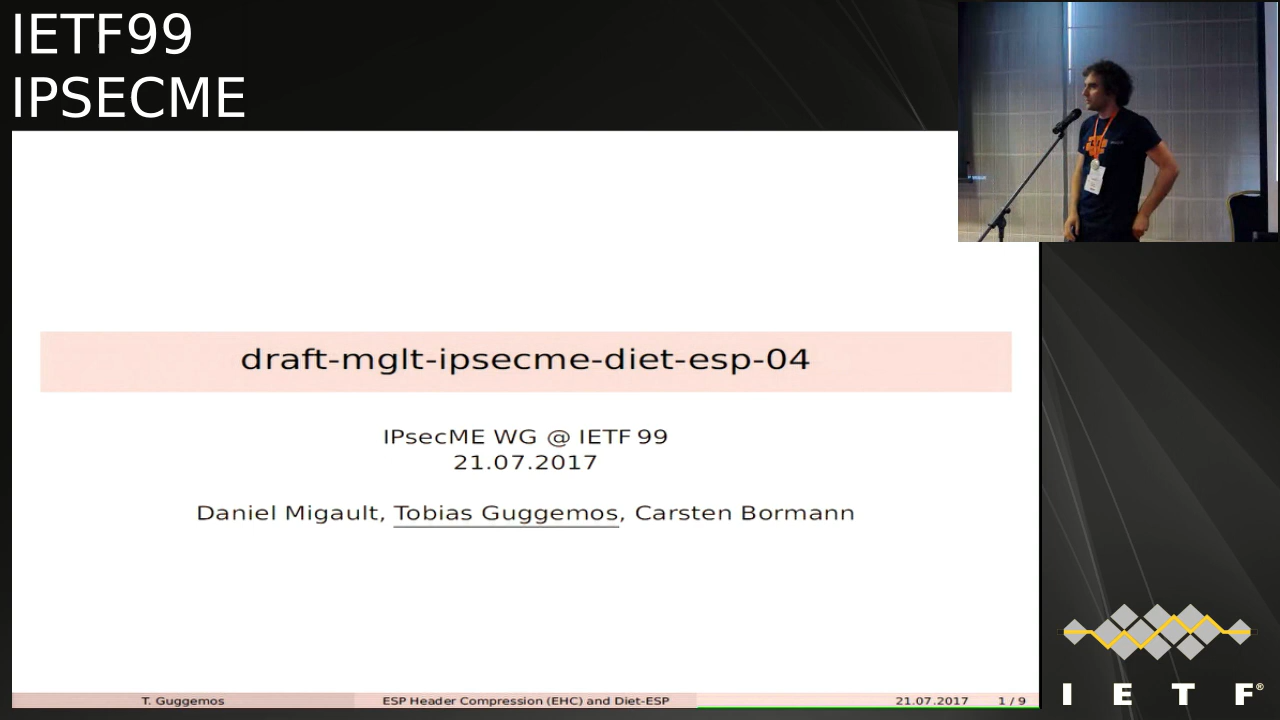 IETF99
IPSECME
draft-mglt-ipsecme-diet-esp-04
IPsecME WG @ IETF 99
21.07.2017
Daniel Migault, Tobias Guggemos, Carsten Bormann
T. Guggemos
ESP Header Compression (EHC) and Diet-ESP
21.07.2017
1 / 9
I E T F®